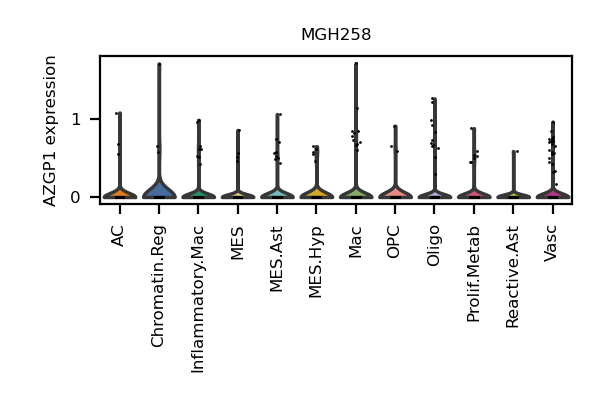 MGH258
AZGP1 expression
1
0
AC
Chromatin.Reg
Inflammatory.Mac
MES
MES.Ast
MES.Hyp
Mac
OPC
Oligo
Prolif.Metab
Reactive.Ast
Vasc